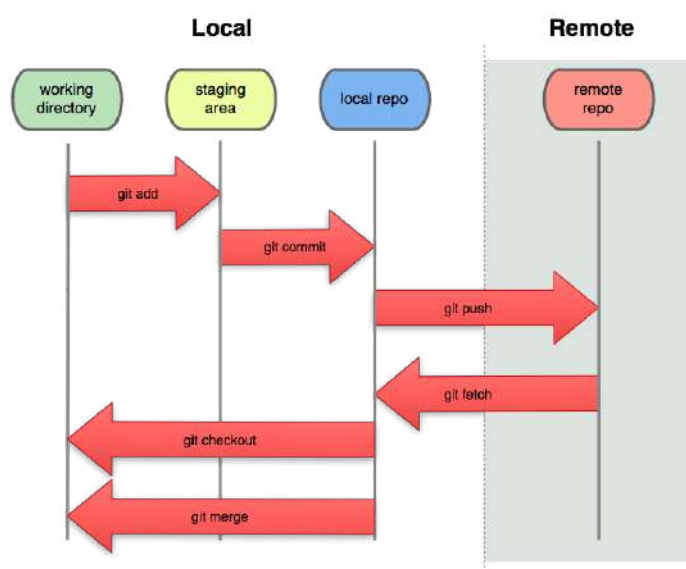 Local
Remote
working
directory
staging
area
local repo
remote
repo
git add
git commit
git push
git fetch
git checkout
git merge